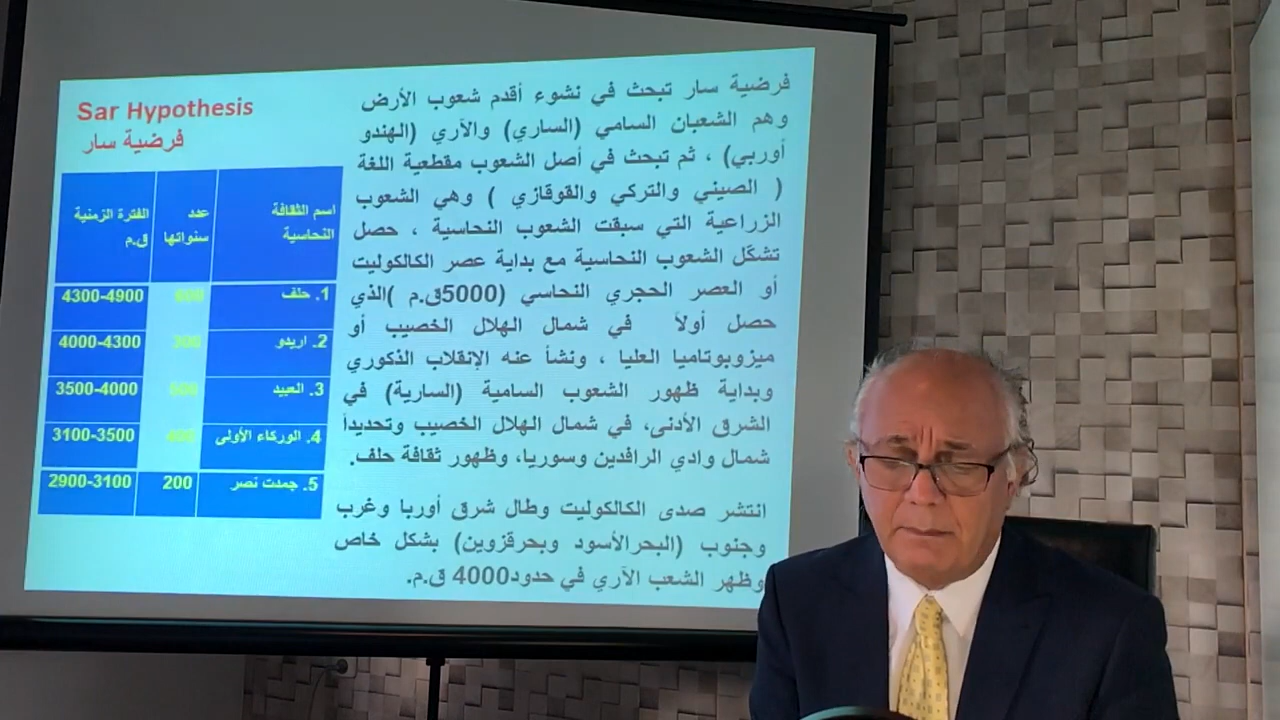 Sar Hypothesis
فرضية سار
فرضية سار تبحث في نشوء أقدم شعوب الأرض
وهم الشعبان السامي (الساري) والآري (الهندو
أوربي) ، ثم تبحث في أصل الشعوب مقطعية اللغة
( الصيني والتركي والقوقازي ) وهي الشعوب
الزراعية التي سبقت الشعوب النحاسية ، حصل
تشكّل الشعوب النحاسية مع بداية عصر الكالكوليت
أو العصر الحجري النحاسي (5000ق.م )الذي
حصل أولاً في شمال الهلال الخصيب أو
ميزوبوتاميا العليا ، ونشأ عنه الإنقلاب الذكوري
وبداية ظهور الشعوب السامية (السارية) في
الشرق الأدنى، في شمال الهلال الخصيب وتحديداً
شمال وادي الرافدين وسوريا، وظهور ثقافة حلف.
انتشر صدى الكالكوليت وطال شرق أوربا وغرب
وجنوب (البحرالأسود وبحرقزوين) بشكل خاص
وظهر الشعب الآري في حدود4000 ق.م.
اسم الثقافة النحاسية عدد سنواتها الفترة الزمنية ق.م
1. حلف 600 4300-4900
2. اريدو 300 4000-4300
3. العبيد 500 3500-4000
4. الوركاء الأولى 400 3100-3500
5. جمدت نصر 200 2900-3100